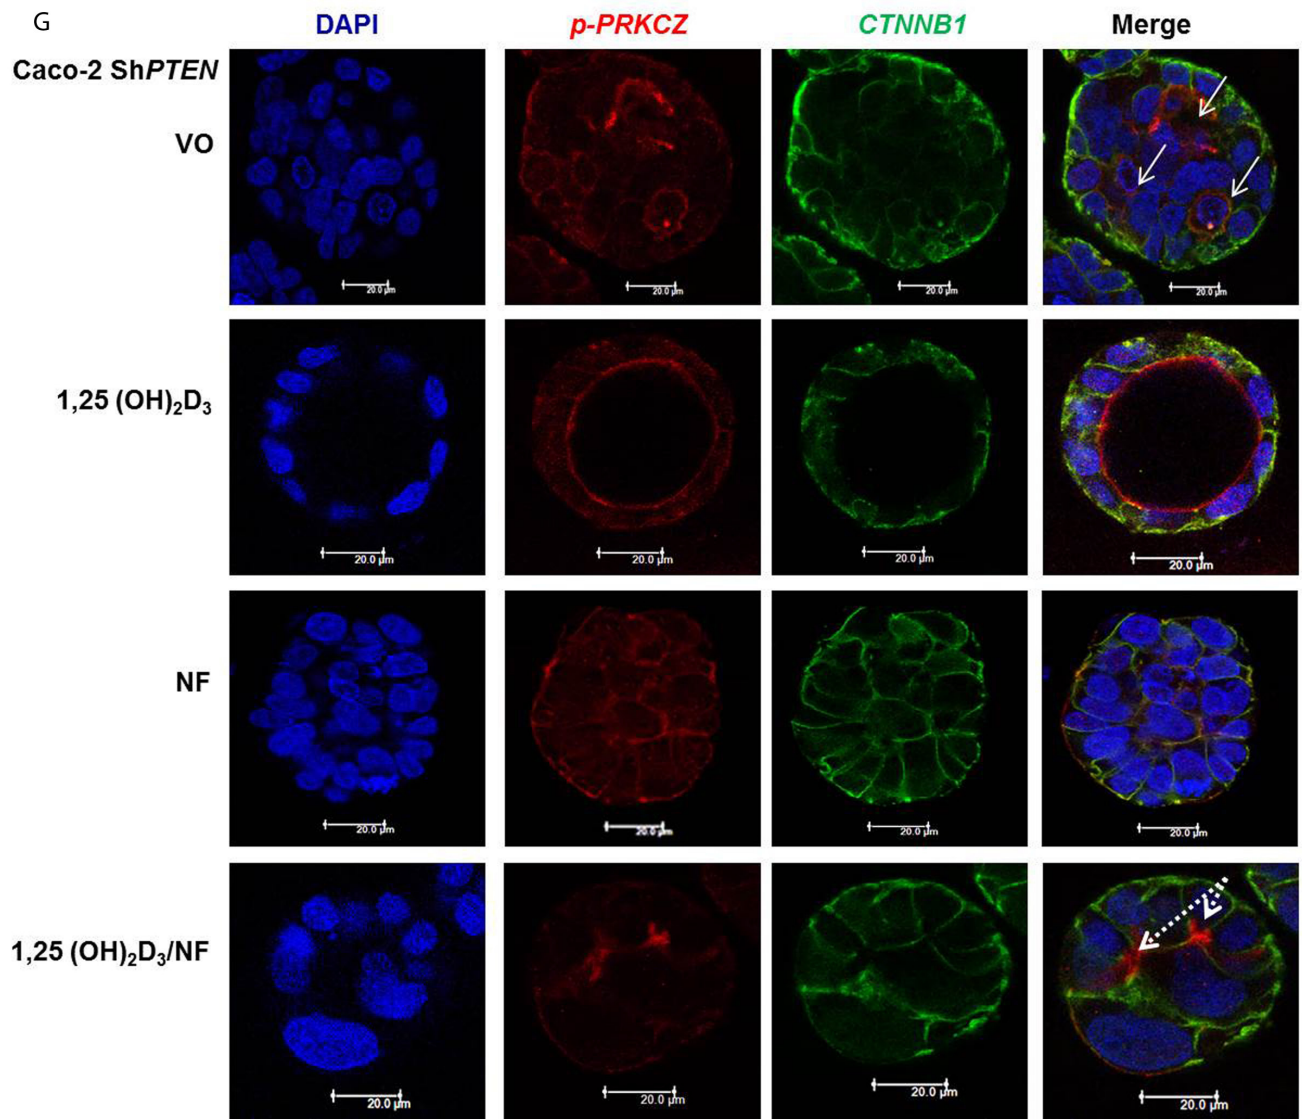 G
DAPI p-PRKCZ CTNNB1 Merge
Caco-2 ShPTEN
VO
20.0 µm 20.0 µm 20.0 µm 20.0 µm
1,25 (OH)₂D₃
20.0 µm 20.0 µm 20.0 µm 20.0 µm
NF
20.0 µm 20.0 µm 20.0 µm 20.0 µm
1,25 (OH)₂D₃/NF
20.0 µm 20.0 µm 20.0 µm 20.0 µm